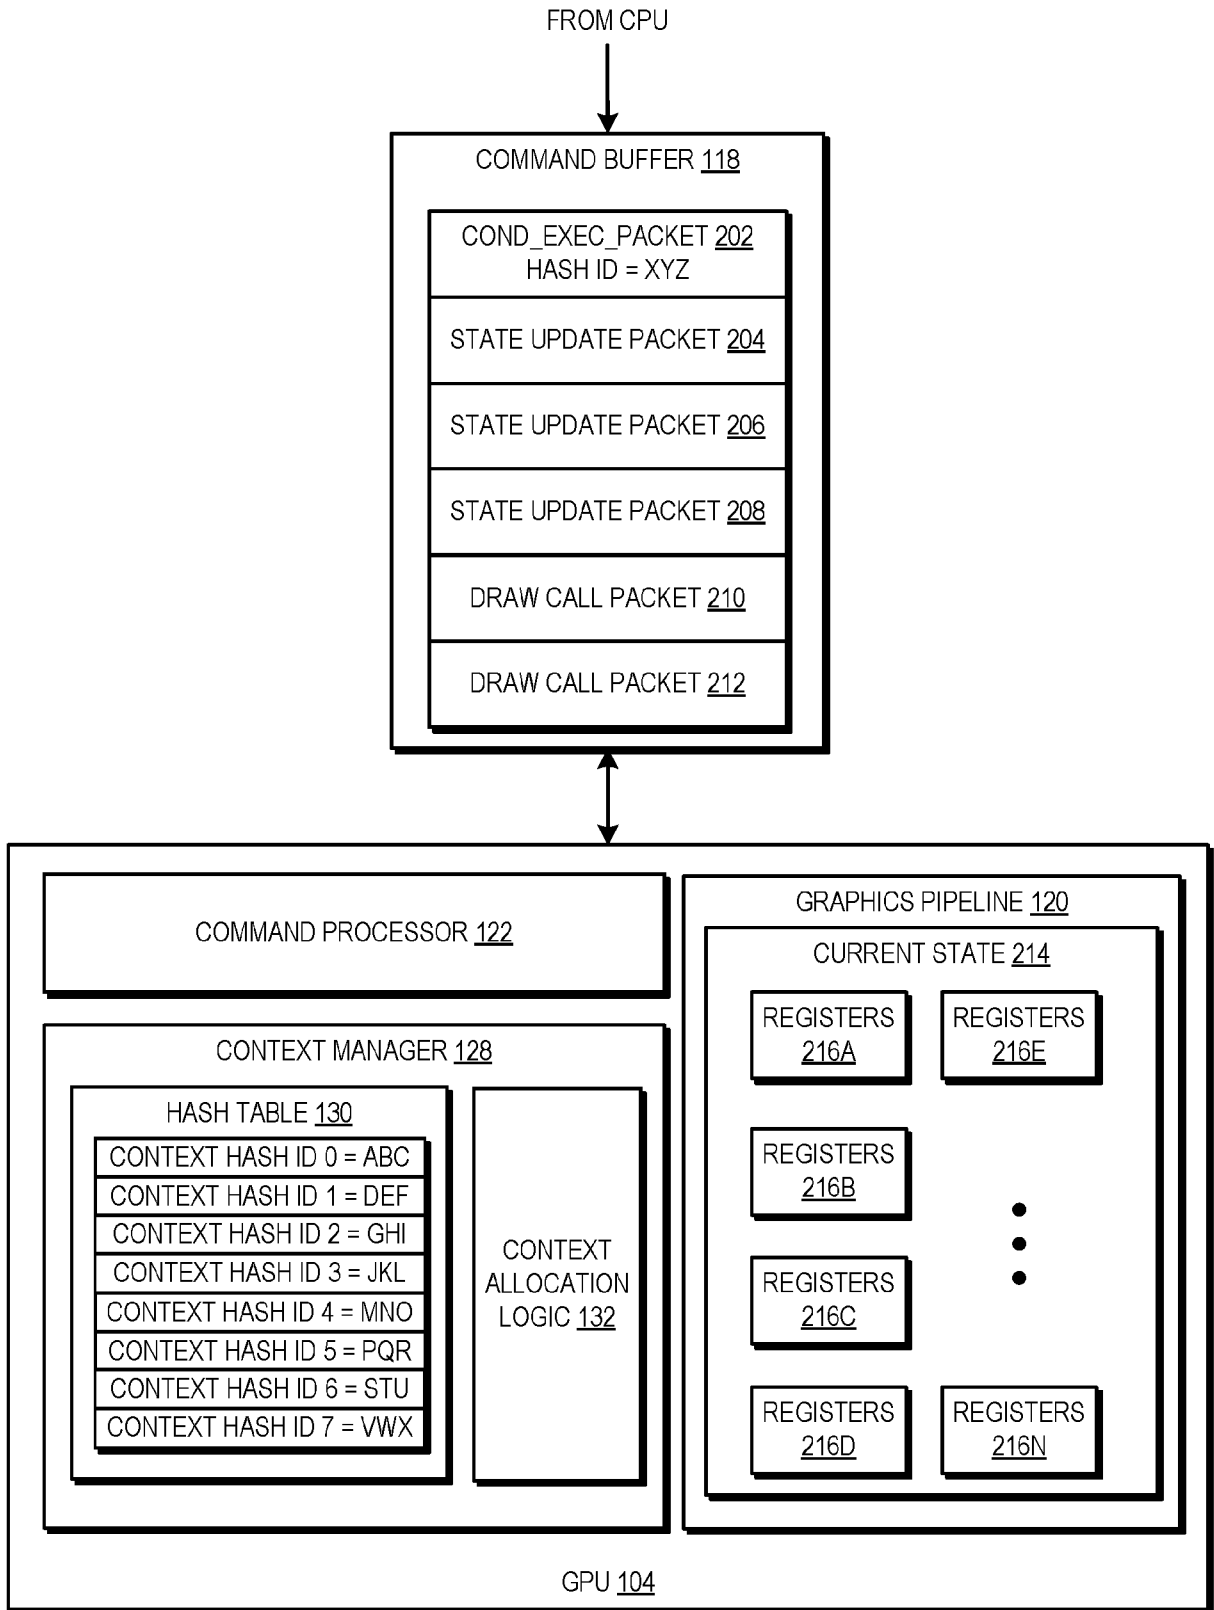 FROM CPU
COMMAND BUFFER 118
COND_EXEC_PACKET 202
HASH ID = XYZ
STATE UPDATE PACKET 204
STATE UPDATE PACKET 206
STATE UPDATE PACKET 208
DRAW CALL PACKET 210
DRAW CALL PACKET 212
COMMAND PROCESSOR 122
CONTEXT MANAGER 128
HASH TABLE 130
CONTEXT HASH ID 0 = ABC
CONTEXT HASH ID 1 = DEF
CONTEXT HASH ID 2 = GHI
CONTEXT HASH ID 3 = JKL
CONTEXT HASH ID 4 = MNO
CONTEXT HASH ID 5 = PQR
CONTEXT HASH ID 6 = STU
CONTEXT HASH ID 7 = VWX
CONTEXT
ALLOCATION
LOGIC 132
GRAPHICS PIPELINE 120
CURRENT STATE 214
REGISTERS
216A
REGISTERS
216E
REGISTERS
216B
REGISTERS
216C
REGISTERS
216D
REGISTERS
216N
GPU 104